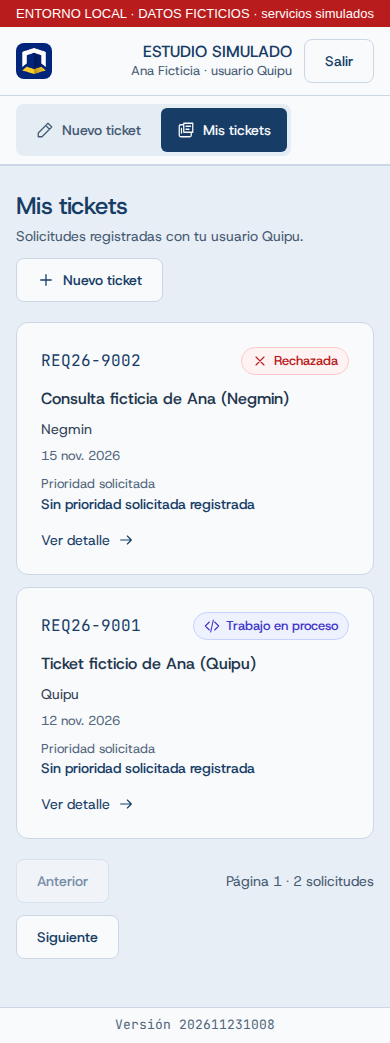 ENTORNO LOCAL · DATOS FICTICIOS · servicios simulados
ESTUDIO SIMULADO
Ana Ficticia · usuario Quipu
Salir
Nuevo ticket
Mis tickets
Mis tickets
Solicitudes registradas con tu usuario Quipu.
Nuevo ticket
REQ26-9002
Rechazada
Consulta ficticia de Ana (Negmin)
Negmin
15 nov. 2026
Prioridad solicitada
Sin prioridad solicitada registrada
Ver detalle
REQ26-9001
Trabajo en proceso
Ticket ficticio de Ana (Quipu)
Quipu
12 nov. 2026
Prioridad solicitada
Sin prioridad solicitada registrada
Ver detalle
Anterior
Página 1 · 2 solicitudes
Siguiente
Versión 202611231008